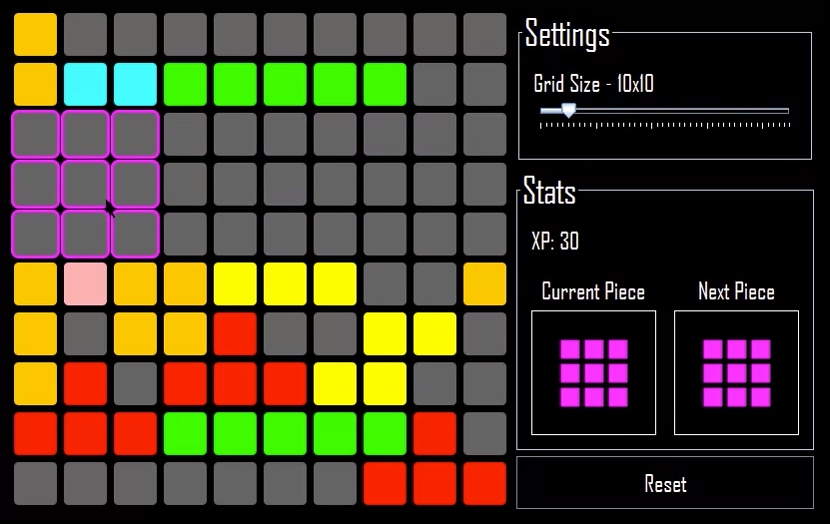 Settings
Grid Size - 10x10
Stats
XP: 30
Current Piece
Next Piece
Reset